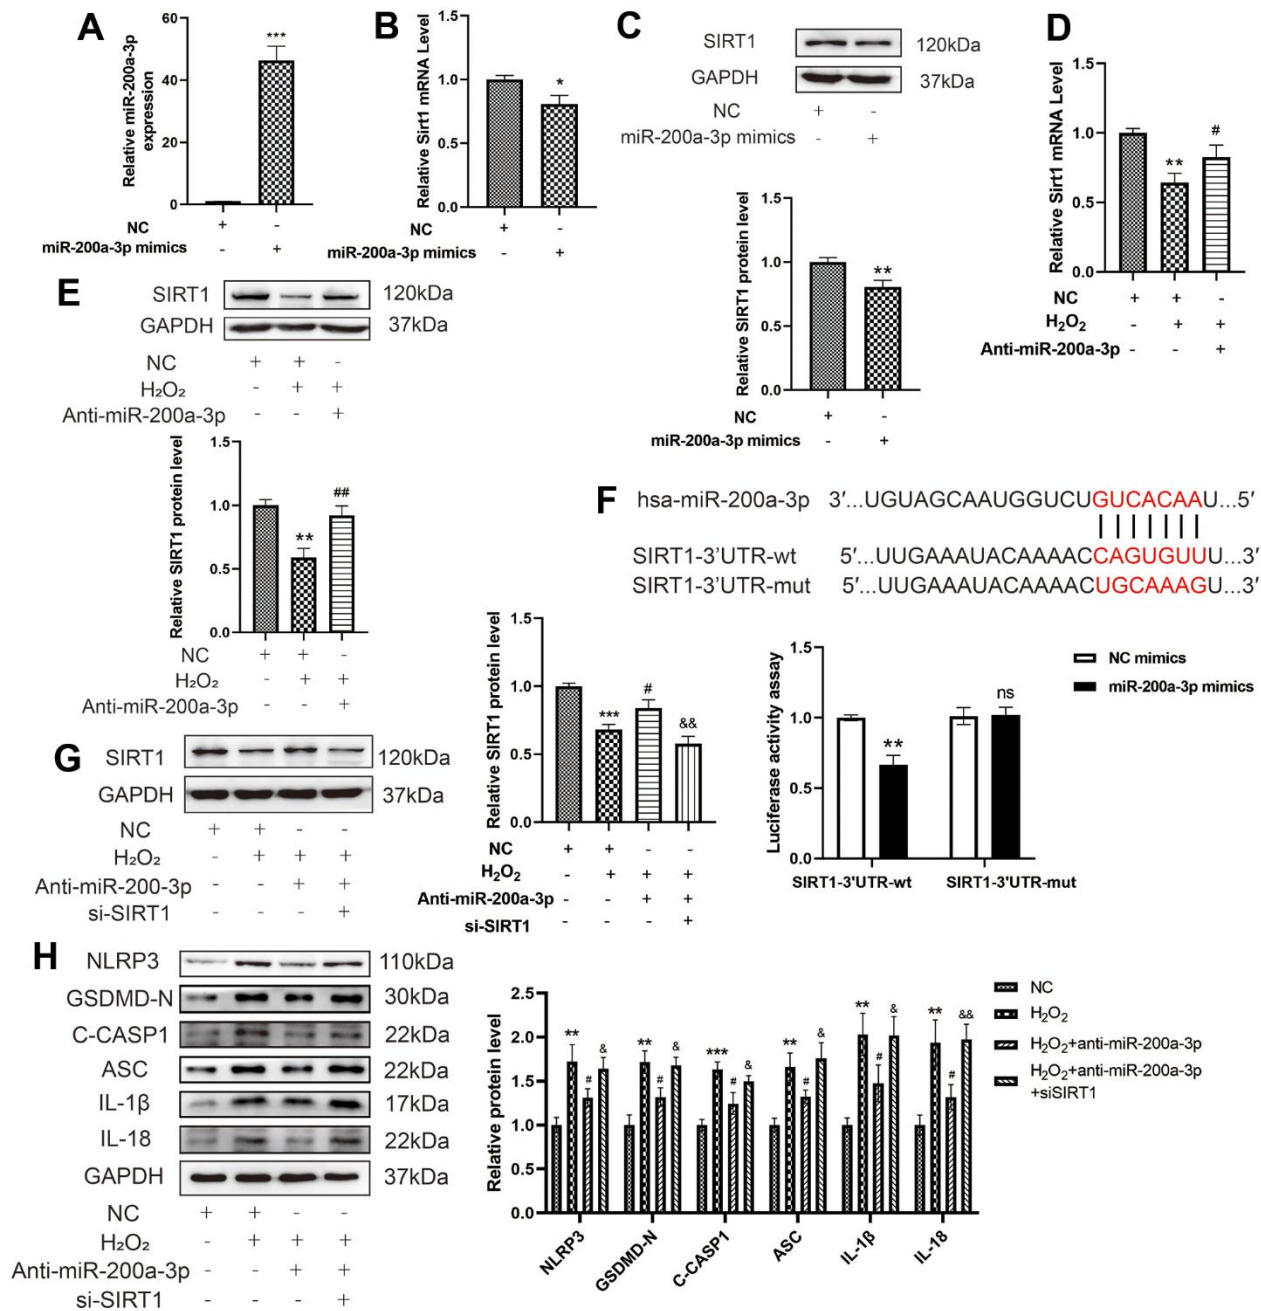 A
Relative miR-200a-3p
expression
60
40
20
0
***
NC + -
miR-200a-3p mimics - +
B
Relative Sirt1 mRNA Level
1.5
1.0
0.5
0.0
*
NC + -
miR-200a-3p mimics - +
C
SIRT1 120kDa
GAPDH 37kDa
NC + -
miR-200a-3p mimics - +
Relative SIRT1 protein level
1.5
1.0
0.5
0.0
**
NC + -
miR-200a-3p mimics - +
D
Relative Sirt1 mRNA Level
1.5
1.0
0.5
0.0
**
#
NC + + -
H₂O₂ - + +
Anti-miR-200a-3p - - +
E
SIRT1 120kDa
GAPDH 37kDa
NC + + -
H₂O₂ - + +
Anti-miR-200a-3p - - +
Relative SIRT1 protein level
1.5
1.0
0.5
0.0
**
##
NC + + -
H₂O₂ - + +
Anti-miR-200a-3p - - +
F
hsa-miR-200a-3p 3′...UGUAGCAAUGGUCUGUCACAAU...5′
SIRT1-3’UTR-wt 5′...UUGAAAUACAAAACCAGUGUUU...3′
SIRT1-3’UTR-mut 5′...UUGAAAUACAAAACUGCAAAGU...3′
Luciferase activity assay
1.5
1.0
0.5
0.0
**
ns
NC mimics
miR-200a-3p mimics
SIRT1-3'UTR-wt SIRT1-3'UTR-mut
G
SIRT1 120kDa
GAPDH 37kDa
NC + + - -
H₂O₂ - + + +
Anti-miR-200-3p - - + +
si-SIRT1 - - - +
Relative SIRT1 protein level
1.5
1.0
0.5
0.0
***
#
&&
NC + + - -
H₂O₂ - + + +
Anti-miR-200a-3p - - + +
si-SIRT1 - - - +
H
NLRP3 110kDa
GSDMD-N 30kDa
C-CASP1 22kDa
ASC 22kDa
IL-1β 17kDa
IL-18 22kDa
GAPDH 37kDa
NC + + - -
H₂O₂ - + + +
Anti-miR-200a-3p - - + +
si-SIRT1 - - - +
Relative protein level
2.5
2.0
1.5
1.0
0.5
0.0
** # &
** # &
*** # &
** # &
** # &
** # &&
NLRP3 GSDMD-N C-CASP1 ASC IL-1β IL-18
NC
H₂O₂
H₂O₂+anti-miR-200a-3p
H₂O₂+anti-miR-200a-3p
+siSIRT1